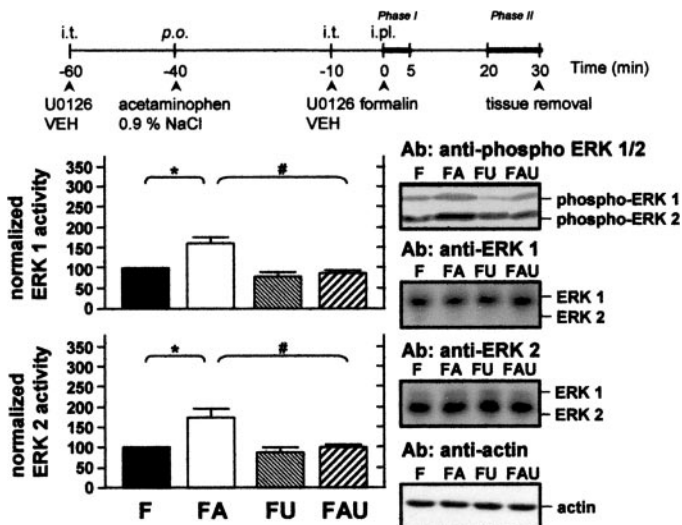 Phase I Phase II
i.t. p.o. i.t. i.pl.
-60 -40 -10 0 5 20 30 Time (min)
U0126 acetaminophen U0126 formalin tissue removal
VEH 0.9 % NaCl VEH
normalized
ERK 1 activity
350
300
250
200
150
100
50
0
* #
normalized
ERK 2 activity
350
300
250
200
150
100
50
0
* #
F FA FU FAU
Ab: anti-phospho ERK 1/2
F FA FU FAU
phospho-ERK 1
phospho-ERK 2
Ab: anti-ERK 1
F FA FU FAU
ERK 1
ERK 2
Ab: anti-ERK 2
F FA FU FAU
ERK 1
ERK 2
Ab: anti-actin
F FA FU FAU
actin